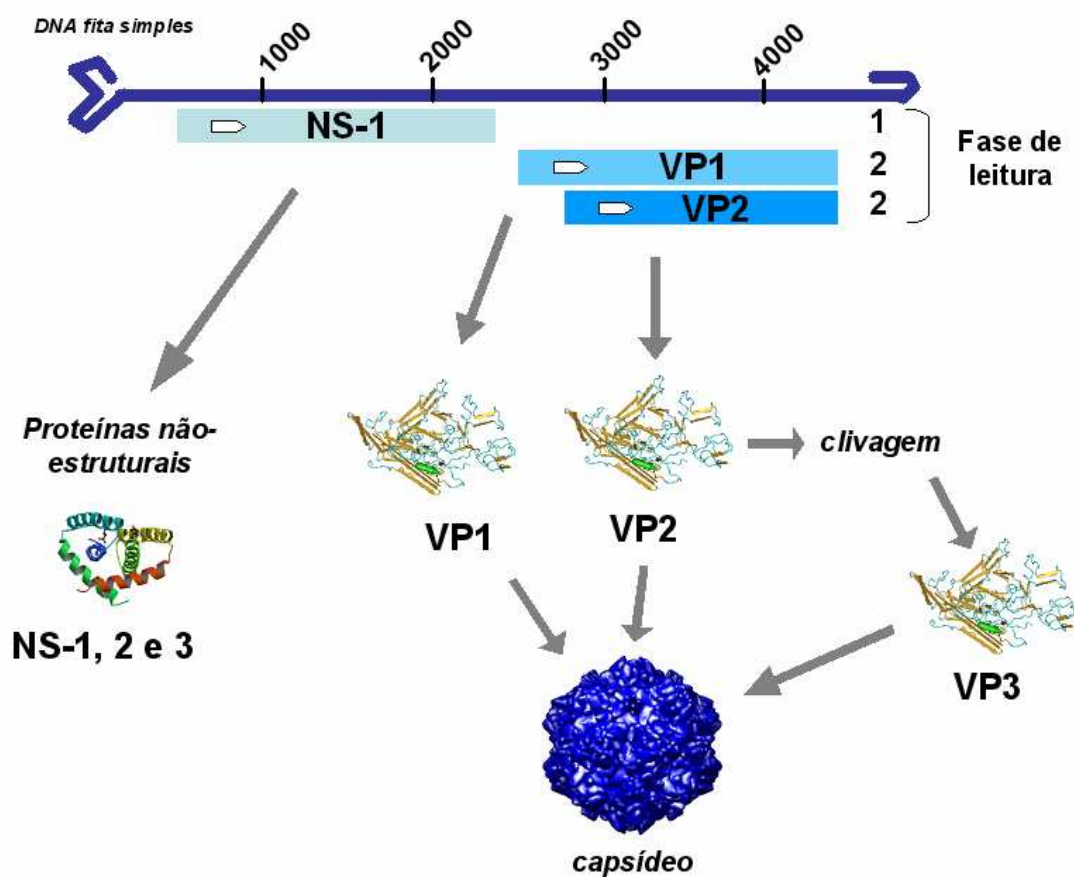 DNA fita simples
1000
2000
3000
4000
NS-1
1
VP1
2
VP2
2
Fase de
leitura
Proteínas não-
estruturais
NS-1, 2 e 3
VP1
VP2
clivagem
VP3
capsídeo